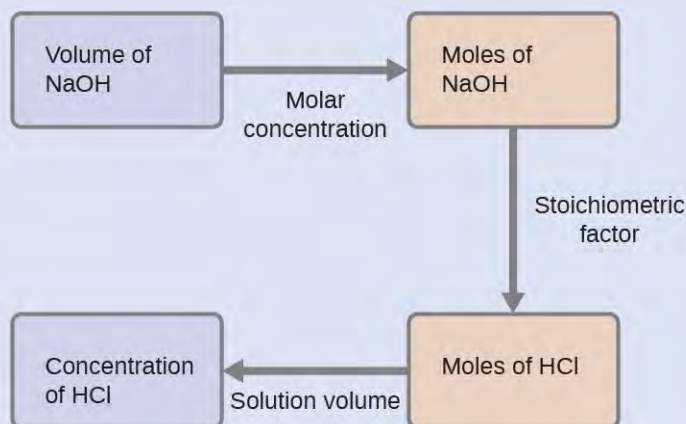 Volume of
NaOH
Molar
concentration
Moles of
NaOH
Stoichiometric
factor
Moles of HCl
Solution volume
Concentration
of HCl